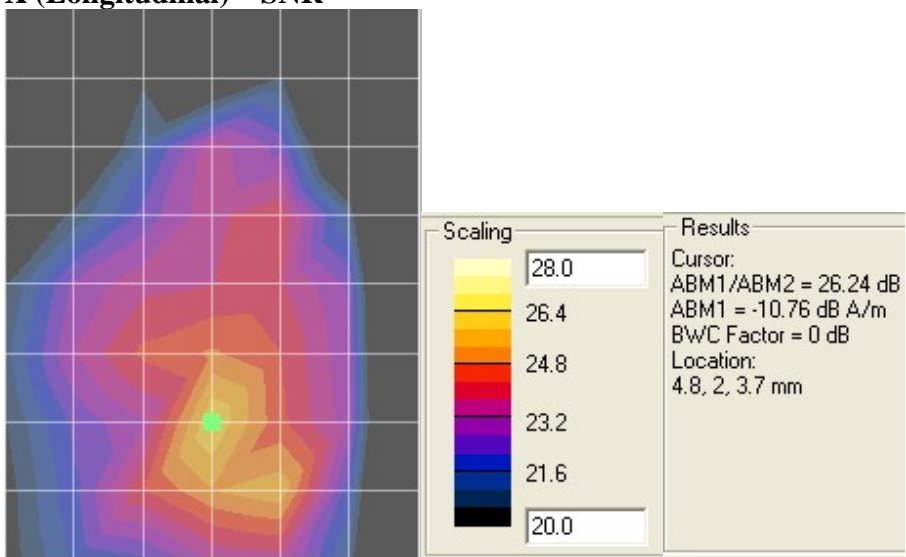 X (Longitudinal) – SNR
Scaling
28.0
26.4
24.8
23.2
21.6
20.0
Results
Cursor:
ABM1/ABM2 = 26.24 dB
ABM1 = -10.76 dB A/m
BWC Factor = 0 dB
Location:
4.8, 2, 3.7 mm